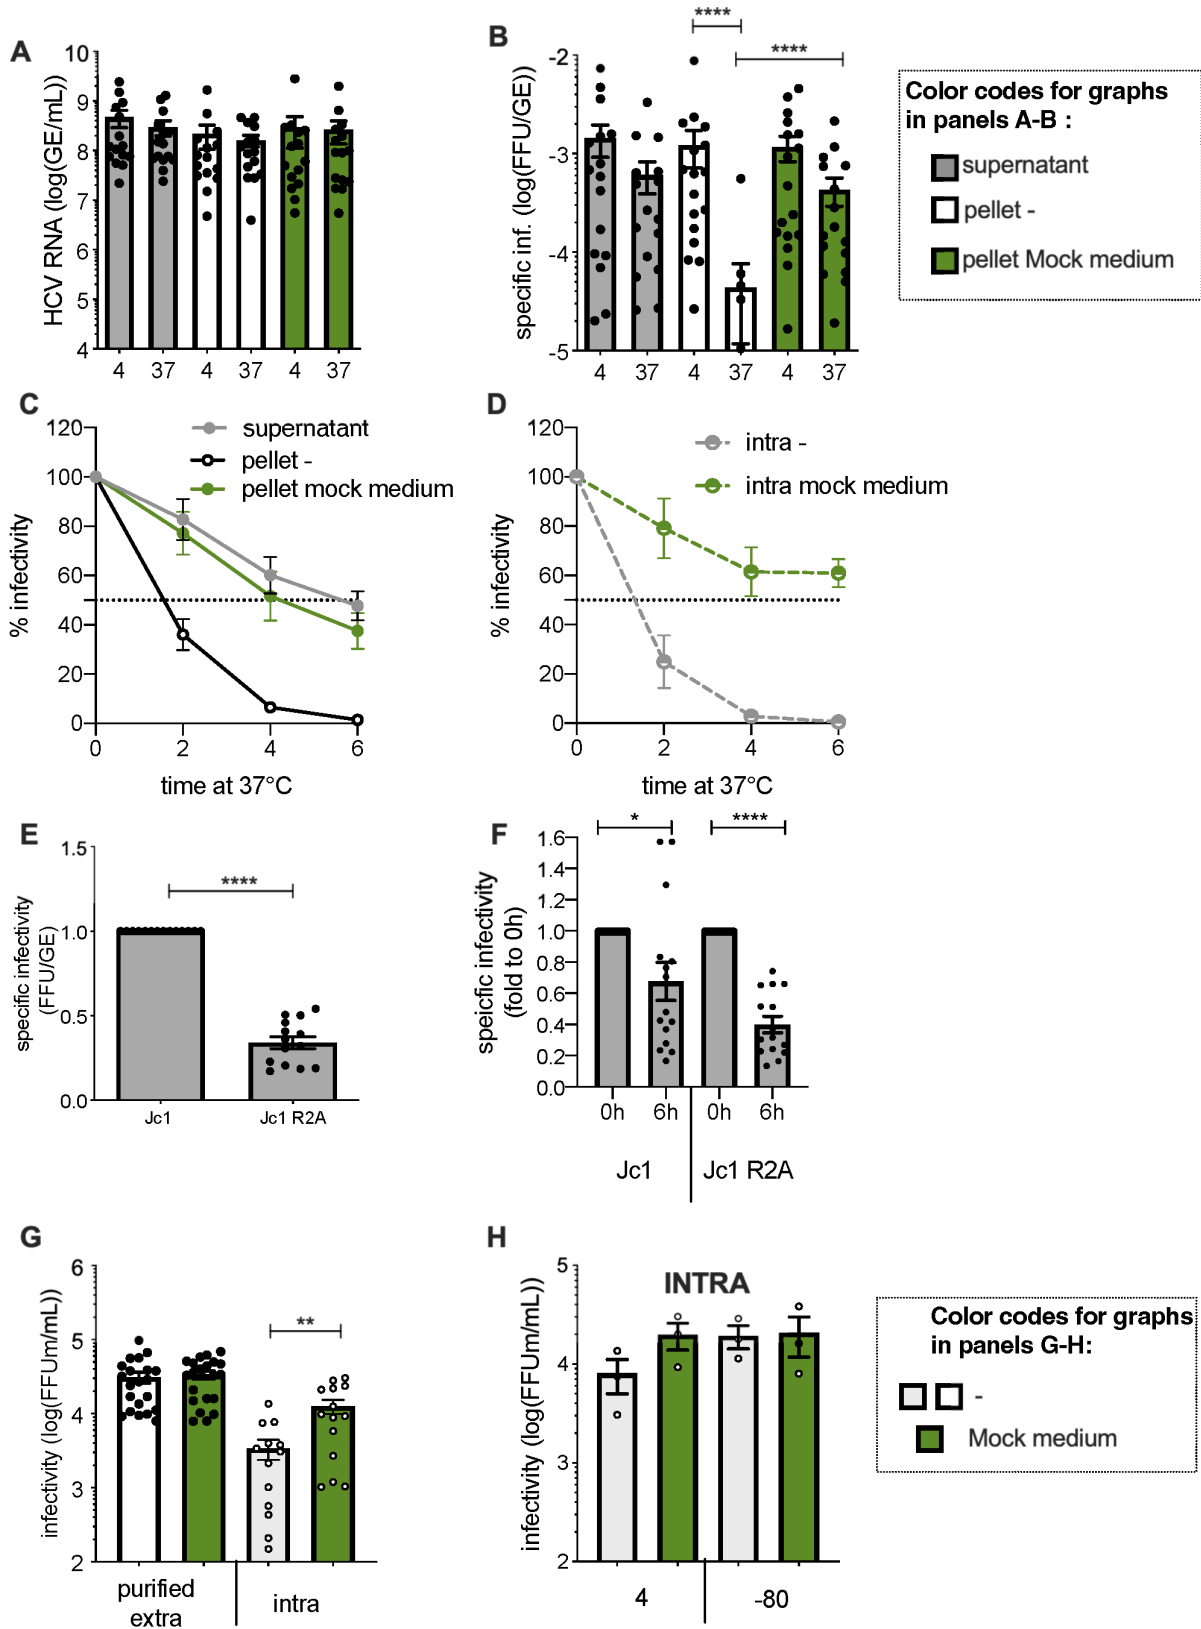 A
HCV RNA (log(GE/mL))
10
9
8
7
6
5
4
4 37 4 37 4 37
B
****
****
specific inf. (log(FFU/GE))
-2
-3
-4
-5
4 37 4 37 4 37
Color codes for graphs
in panels A-B :
supernatant
pellet -
pellet Mock medium
C
supernatant
pellet -
pellet mock medium
% infectivity
120
100
80
60
40
20
0
0 2 4 6
time at 37°C
D
intra -
intra mock medium
% infectivity
120
100
80
60
40
20
0
0 2 4 6
time at 37°C
E
****
specific infectivity
(FFU/GE)
1.5
1.0
0.5
0.0
Jc1 Jc1 R2A
F
* ****
speicfic infectivity
(fold to 0h)
1.6
1.4
1.2
1.0
0.8
0.6
0.4
0.2
0.0
0h 6h 0h 6h
Jc1 Jc1 R2A
G
**
infectivity (log(FFUm/mL))
6
5
4
3
2
purified
extra
intra
H
INTRA
infectivity (log(FFUm/mL))
5
4
3
2
4 -80
Color codes for graphs
in panels G-H:
-
Mock medium